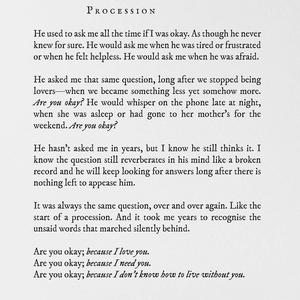 PROCESSION
He used to ask me all the time if I was okay. As though he never
knew for sure. He would ask me when he was tired or frustrated
or when he felt helpless. He would ask me when he was afraid.
He asked me that same question, long after we stopped being
lovers—when we became something less yet somehow more.
Are you okay? He would whisper on the phone late at night,
when she was asleep or had gone to her mother's for the
weekend. Are you okay?
He hasn't asked me in years, but I know he still thinks it. I
know the question still reverberates in his mind like a broken
record and he will keep looking for answers long after there is
nothing left to appease him.
It was always the same question, over and over again. Like the
start of a procession. And it took me years to recognise the
unsaid words that marched silently behind.
Are you okay; because I love you.
Are you okay; because I need you.
Are you okay; because I don't know how to live without you.